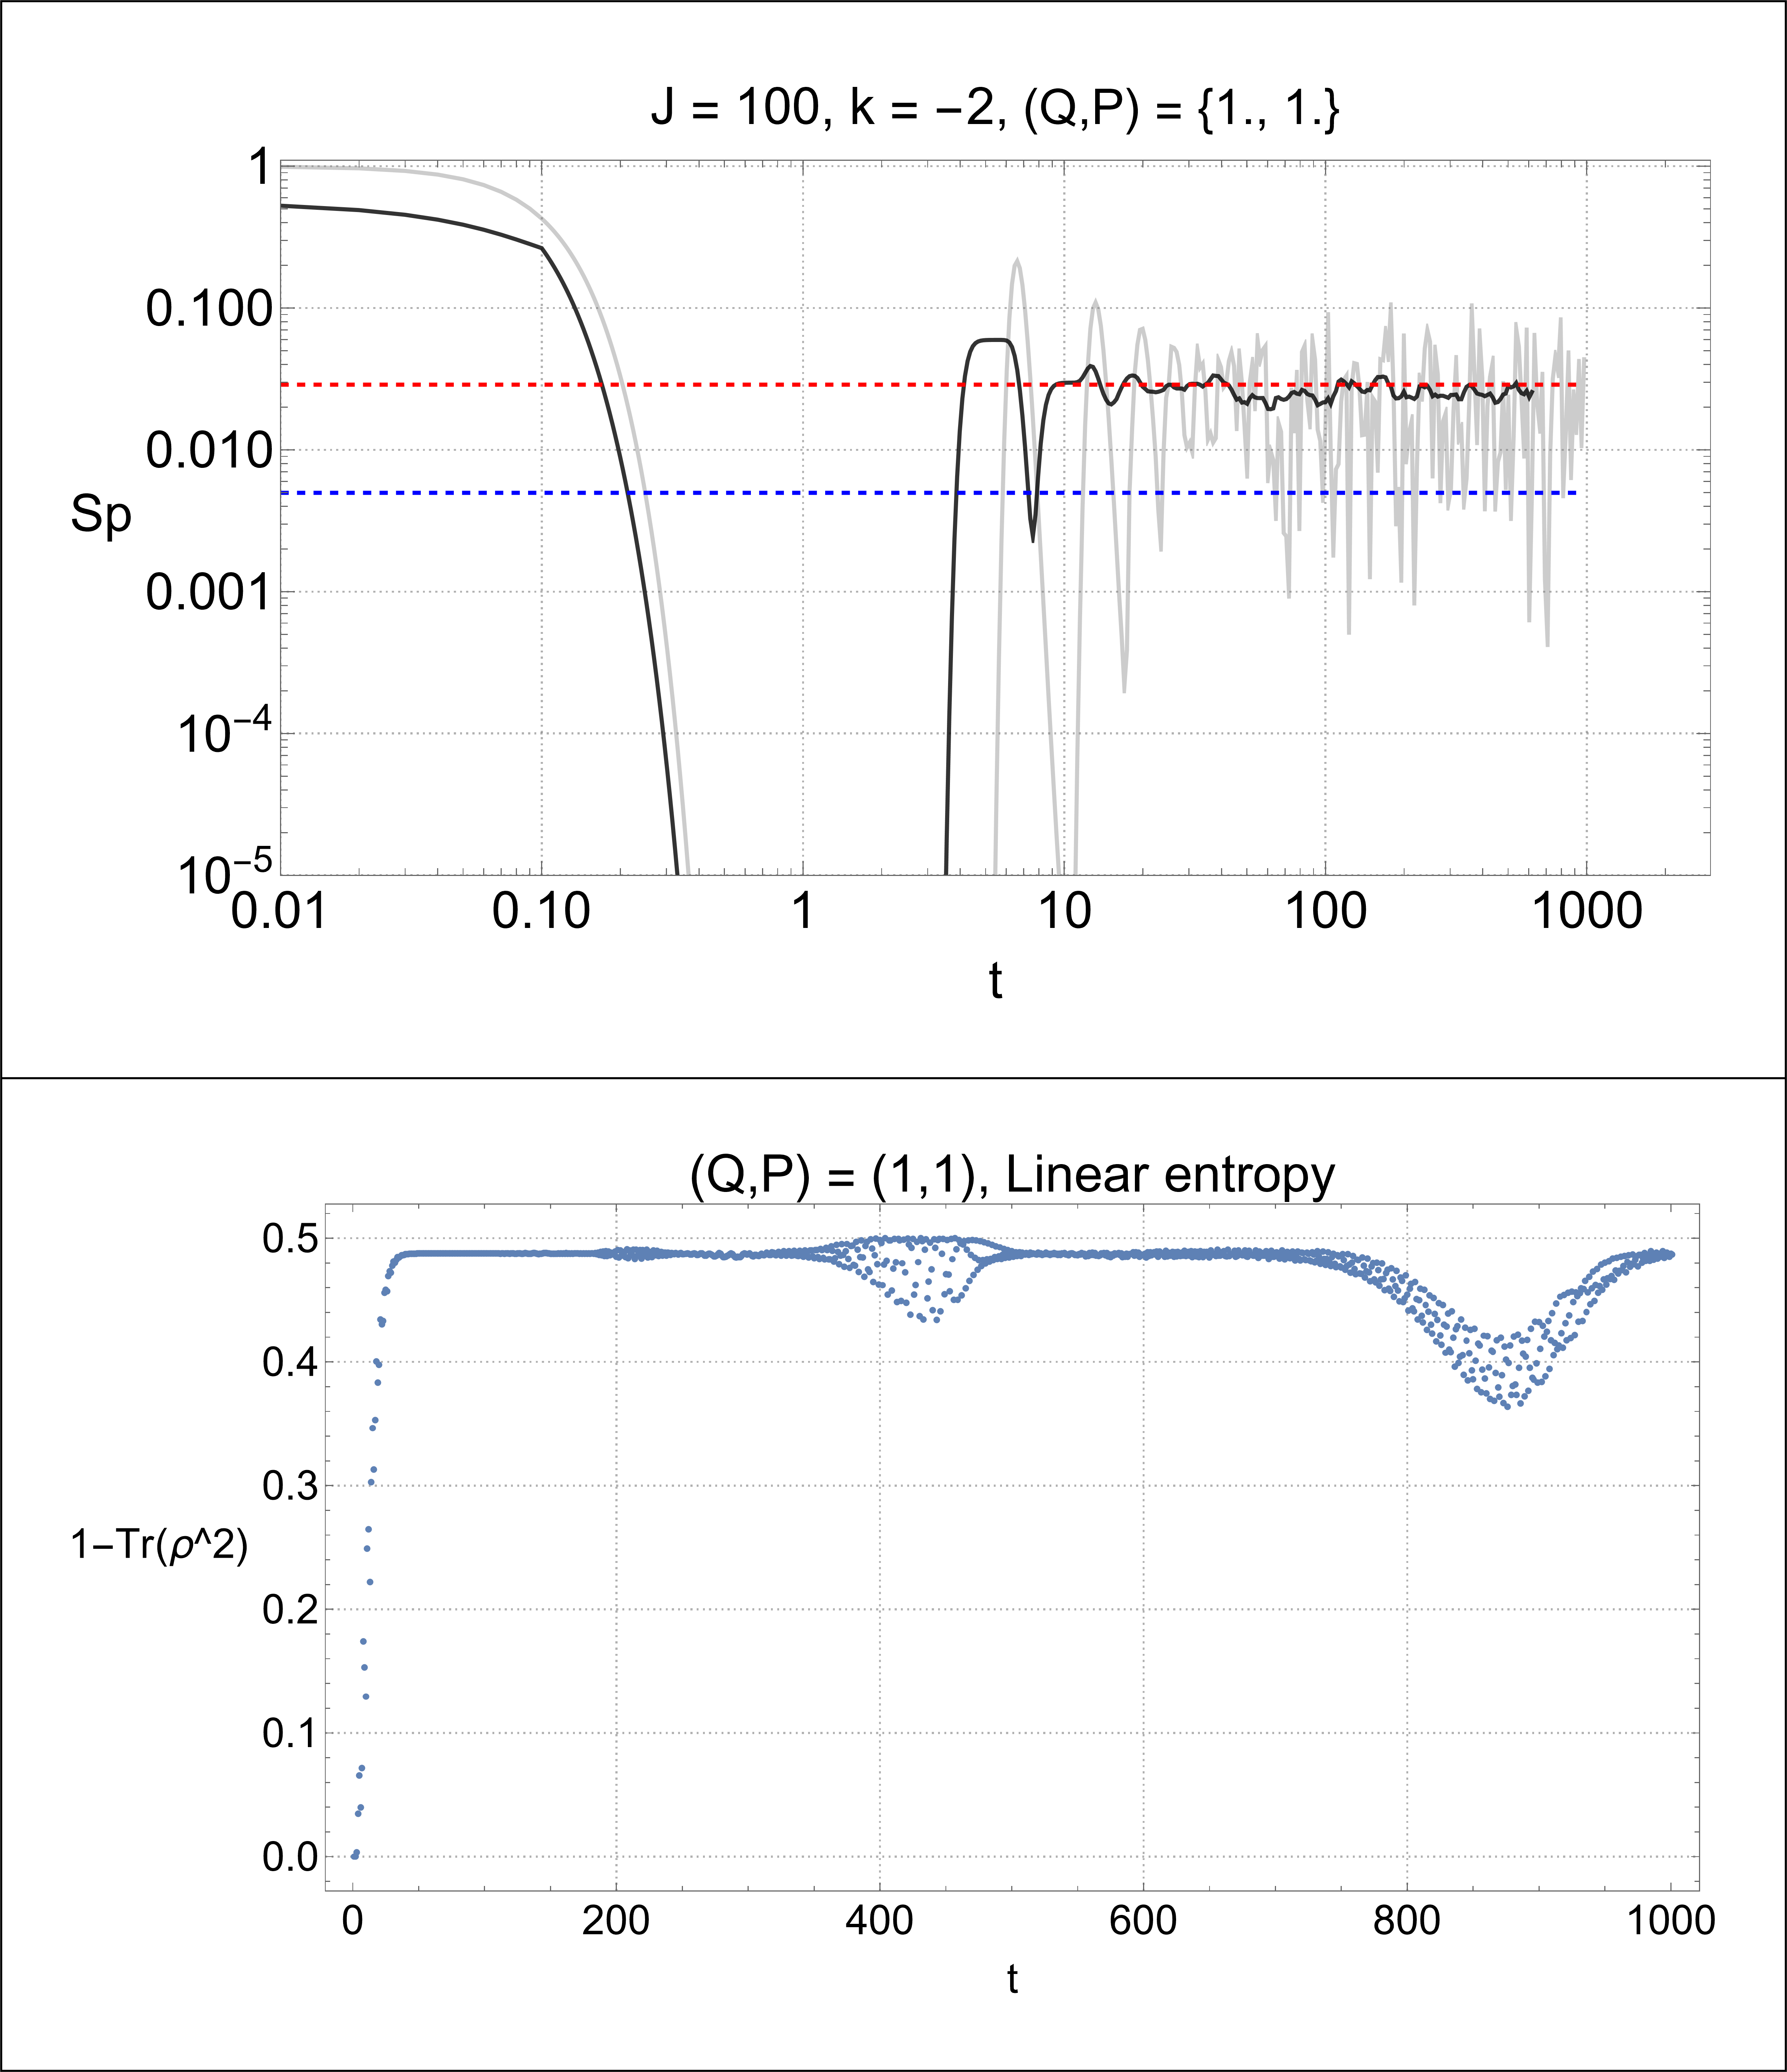 J = 100, k = −2, (Q,P) = {1., 1.}
1
0.100
0.010
Sp
0.001
10−4
10−5
0.01 0.10 1 10 100 1000
t
(Q,P) = (1,1), Linear entropy
0.5
0.4
0.3
1−Tr(ρ^2)
0.2
0.1
0.0
0 200 400 600 800 1000
t